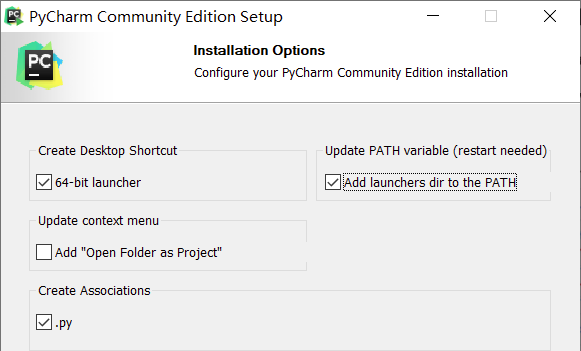 PyCharm Community Edition Setup
PC
Installation Options
Configure your PyCharm Community Edition installation
Create Desktop Shortcut
Update PATH variable (restart needed)
64-bit launcher
Add launchers dir to the PATH
Update context menu
Add "Open Folder as Project"
Create Associations
.py